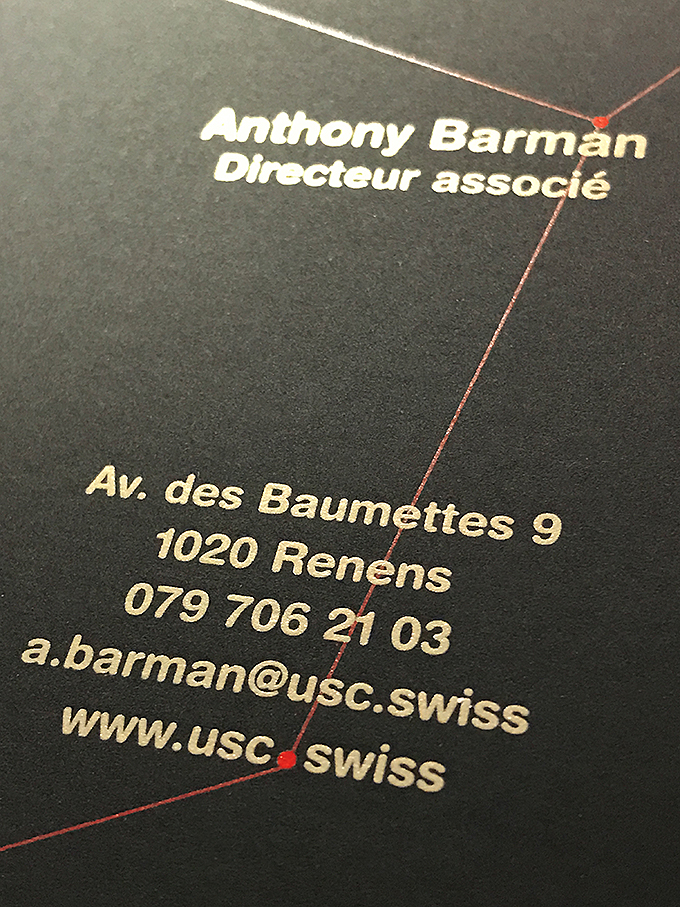 Anthony Barman
Directeur associé
Av. des Baumettes 9
1020 Renens
079 706 21 03
a.barman@usc.swiss
www.usc.swiss